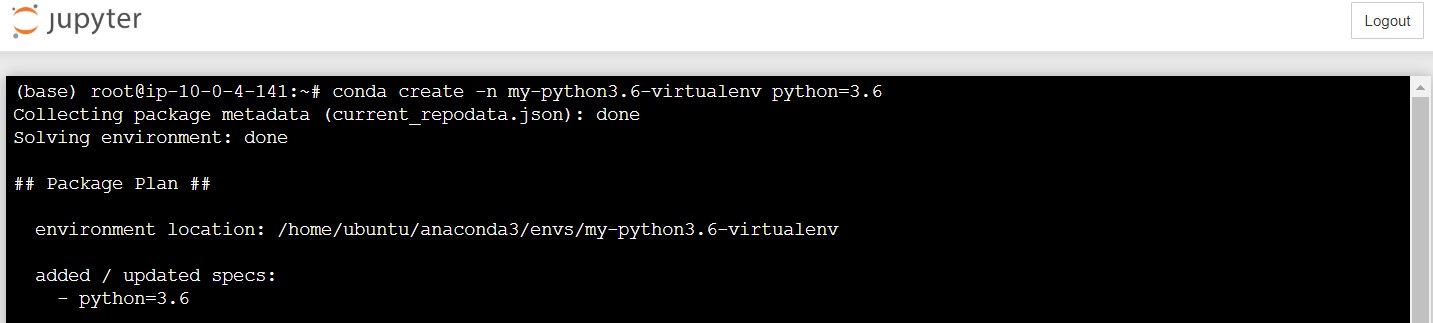 jupyter
Logout
(base) root@ip-10-0-4-141:~# conda create -n my-python3.6-virtualenv python=3.6
Collecting package metadata (current_repodata.json): done
Solving environment: done
## Package Plan ##
environment location: /home/ubuntu/anaconda3/envs/my-python3.6-virtualenv
added / updated specs:
- python=3.6